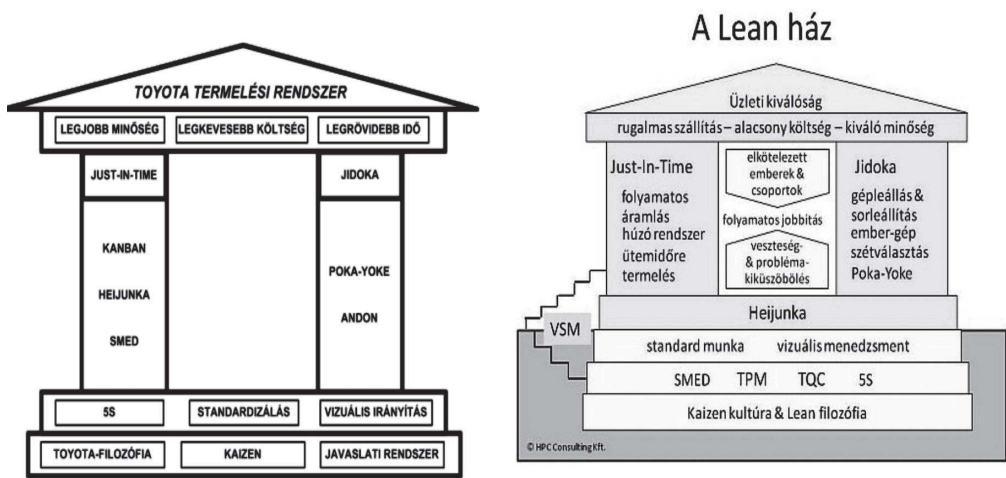 TOYOTA TERMELÉSI RENDSZER
LEGJOBB MINŐSÉG
LEGKEVESEBB KÖLTSÉG
LEGRÖVIDEBB IDŐ
JUST-IN-TIME
KANBAN
HEIJUNKA
SMED
JIDOKA
POKA-YOKE
ANDON
5S
STANDARDIZÁLÁS
VIZUÁLIS IRÁNYÍTÁS
TOYOTA-FILOZÓFIA
KAIZEN
JAVASLATI RENDSZER
A Lean ház
Üzleti kiválóság
rugalmas szállítás – alacsony költség – kiváló minőség
Just-In-Time
folyamatos
áramlás
húzó rendszer
ütemidőre
termelés
elkötelezett
emberek &
csoportok
folyamatos jobbítás
veszteség-
& probléma-
kiküszöbölés
Jidoka
gépleállás &
sorleállítás
ember-gép
szétválasztás
Poka-Yoke
Heijunka
VSM
standard munka vizuális menedzsment
SMED TPM TQC 5S
Kaizen kultúra & Lean filozófia
© HPC Consulting Kft.